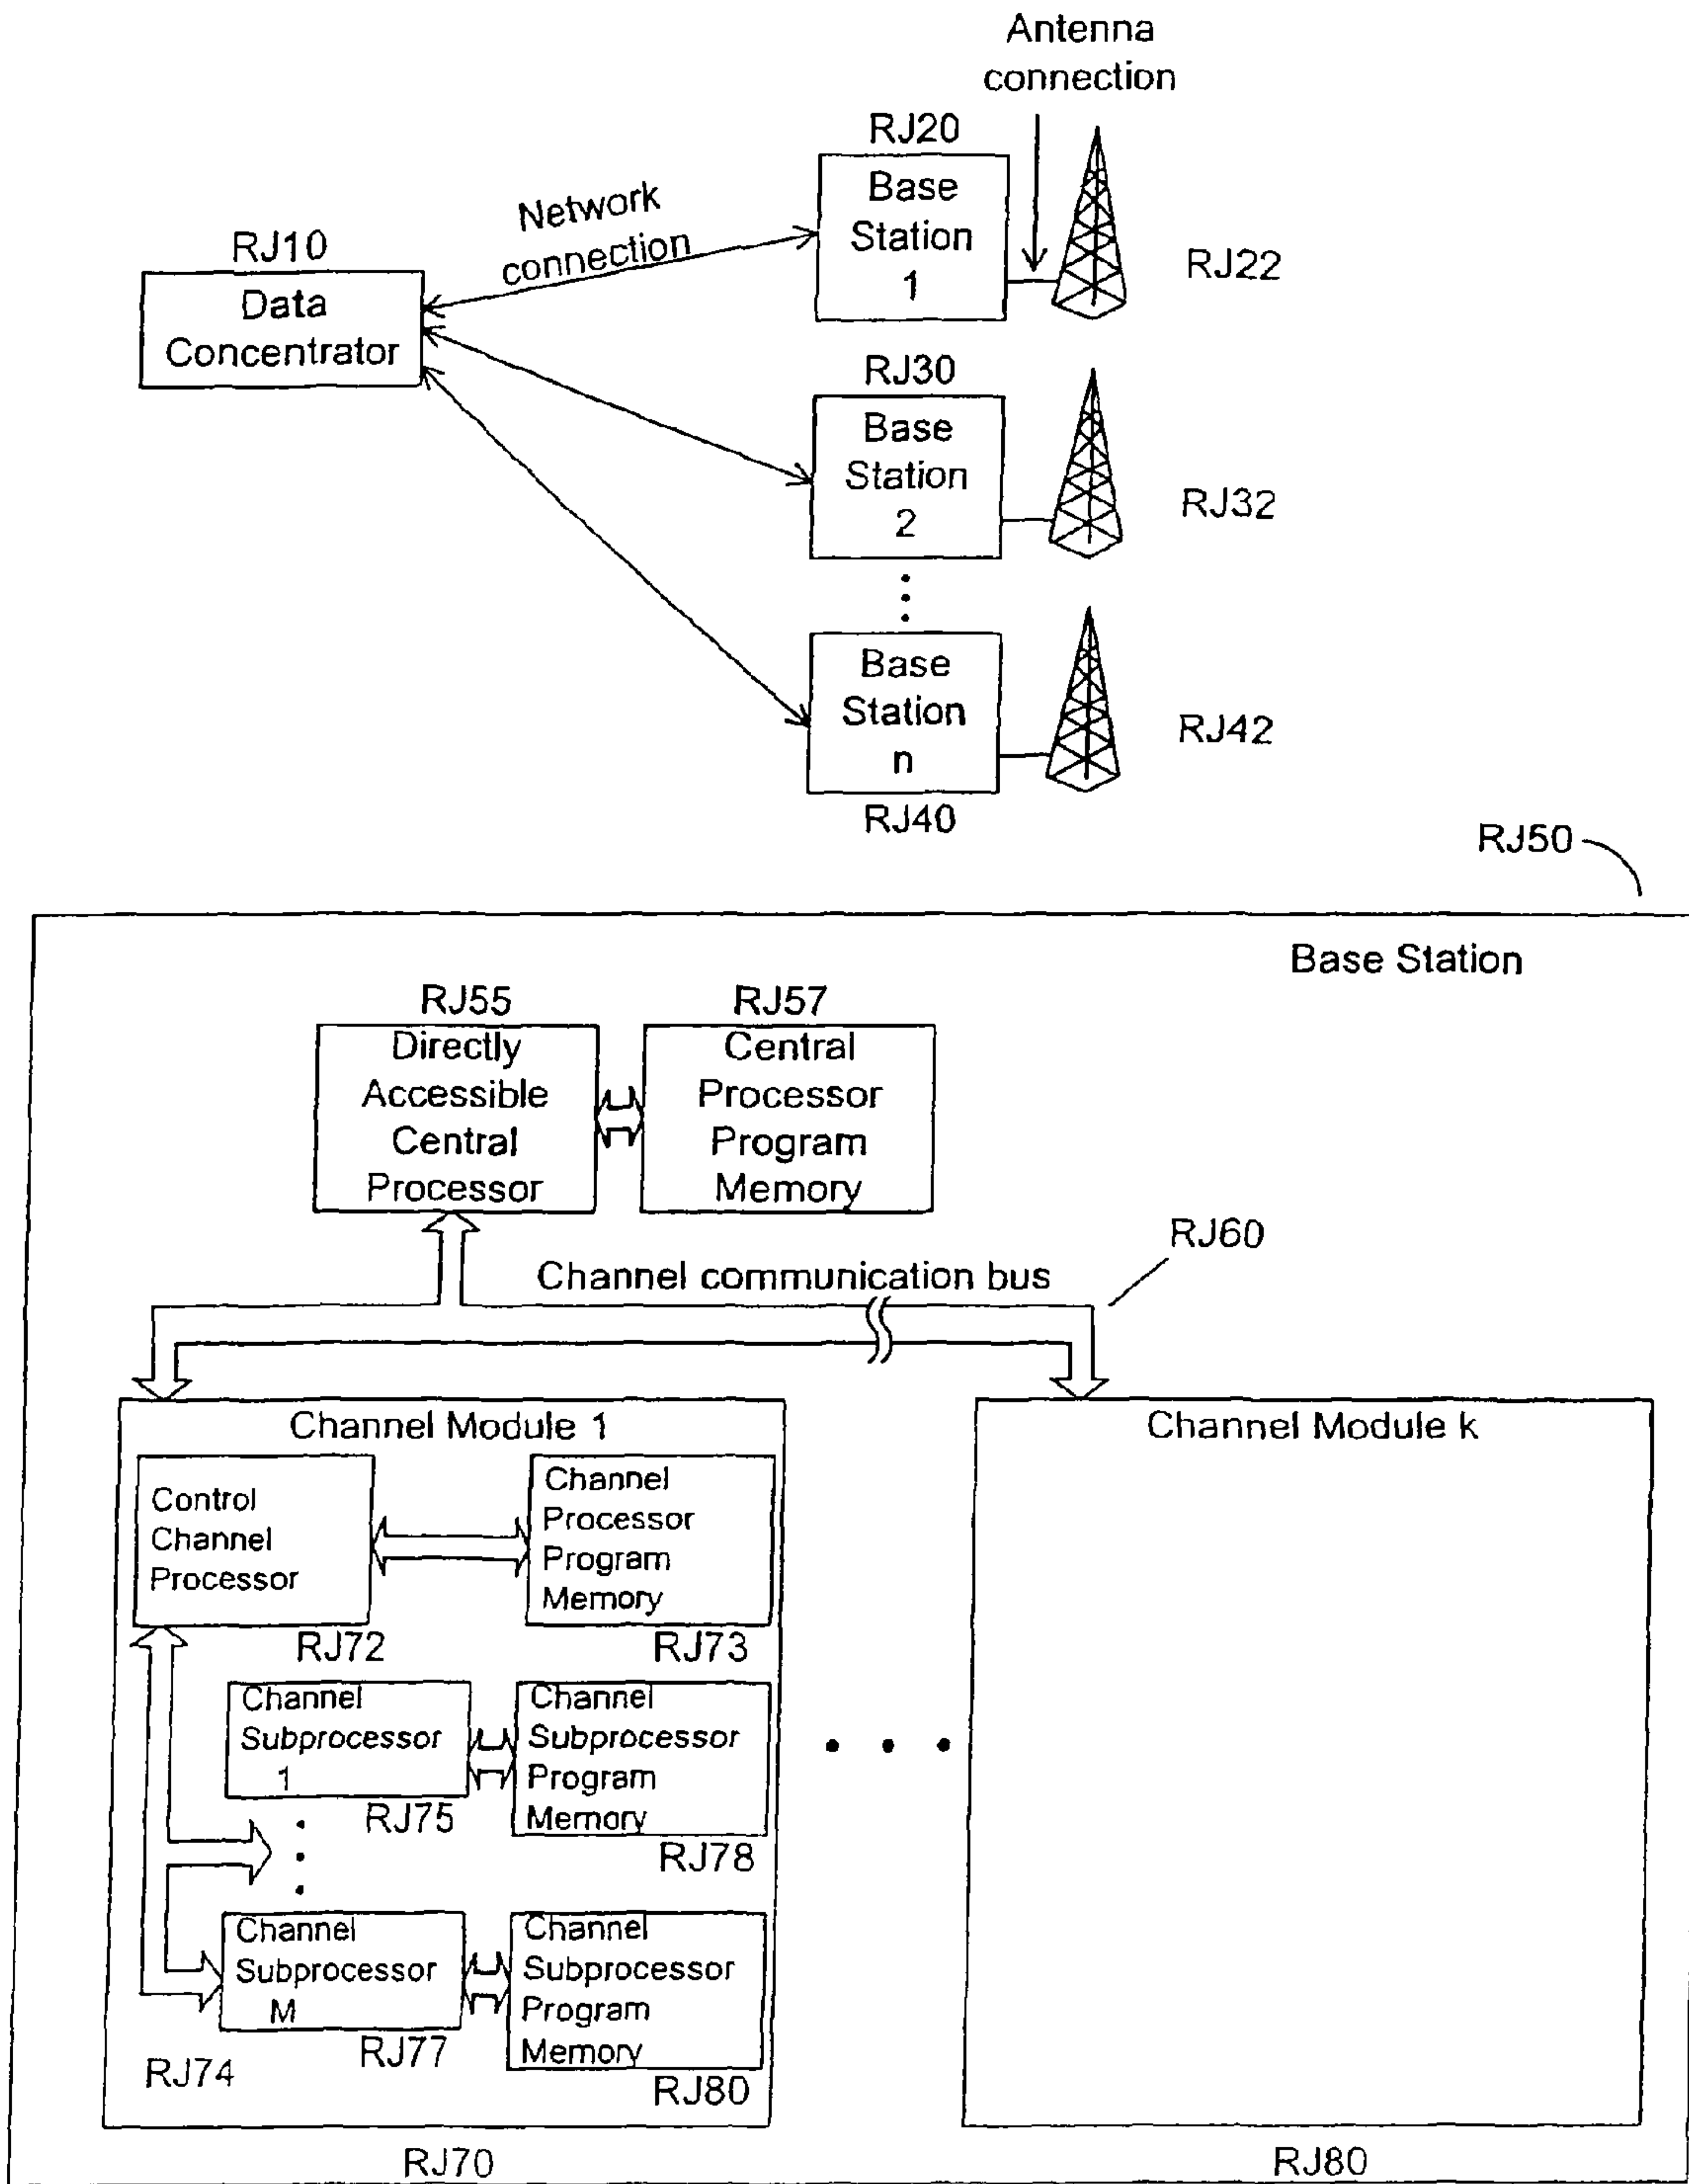 Antenna
connection
RJ20
Base
Station
1
Network
connection
RJ10
Data
Concentrator
RJ22
RJ30
Base
Station
2
RJ32
Base
Station
n
RJ42
RJ40
RJ50
Base Station
RJ55
RJ57
Directly
Accessible
Central
Processor
Central
Processor
Program
Memory
RJ60
Channel communication bus
Channel Module 1
Channel Module k
Control
Channel
Processor
Channel
Processor
Program
Memory
RJ72
RJ73
Channel
Subprocessor
1
Channel
Subprocessor
Program
Memory
RJ75
RJ78
Channel
Subprocessor
M
Channel
Subprocessor
Program
Memory
RJ77
RJ74
RJ80
RJ70
RJ80